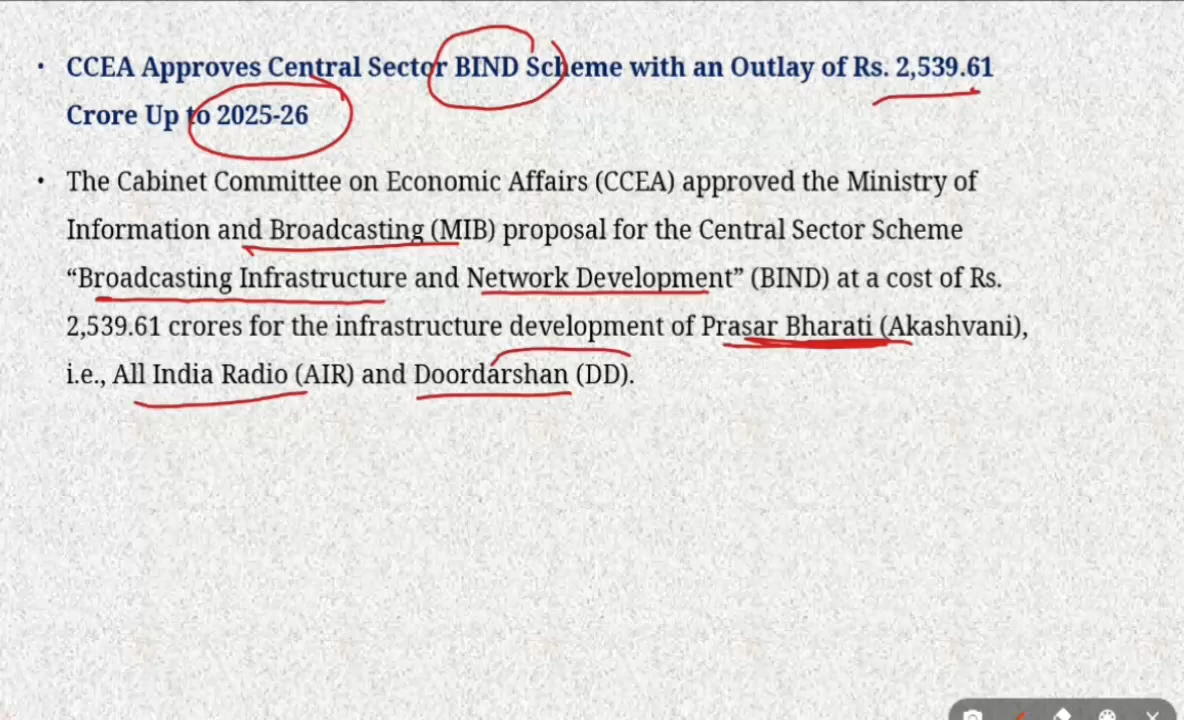 • CCEA Approves Central Sector BIND Scheme with an Outlay of Rs. 2,539.61
Crore Up to 2025-26
• The Cabinet Committee on Economic Affairs (CCEA) approved the Ministry of
Information and Broadcasting (MIB) proposal for the Central Sector Scheme
“Broadcasting Infrastructure and Network Development” (BIND) at a cost of Rs.
2,539.61 crores for the infrastructure development of Prasar Bharati (Akashvani),
i.e., All India Radio (AIR) and Doordarshan (DD).